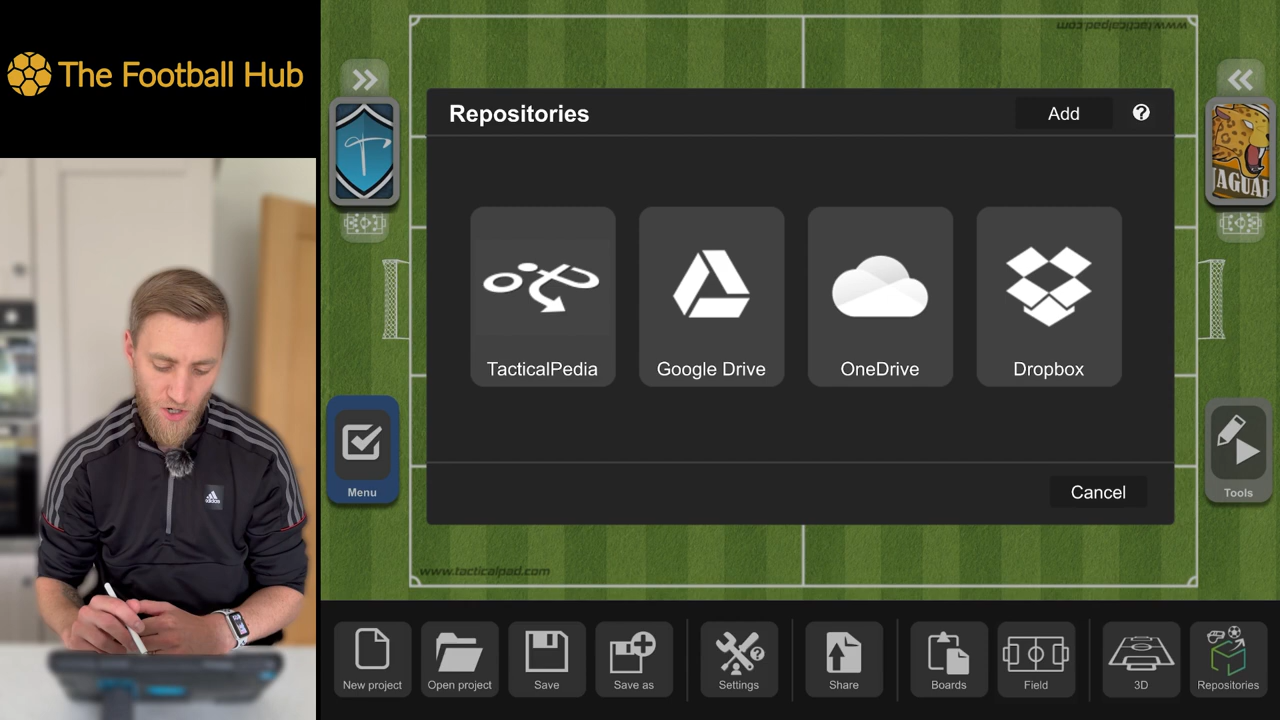 The Football Hub
www.tacticalpad.com
Repositories
Add
?
JAGUAR
TacticalPedia
Google Drive
OneDrive
Dropbox
Menu
Tools
Cancel
www.tacticalpad.com
New project
Open project
Save
Save as
Settings
Share
Boards
Field
3D
Repositories